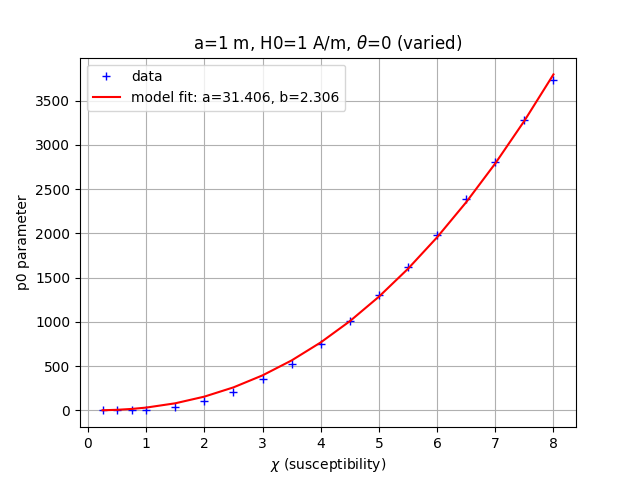 a=1 m, H0=1 A/m, θ=0 (varied)
data
model fit: a=31.406, b=2.306
p0 parameter
3500
3000
2500
2000
1500
1000
500
0
0 1 2 3 4 5 6 7 8
χ (susceptibility)